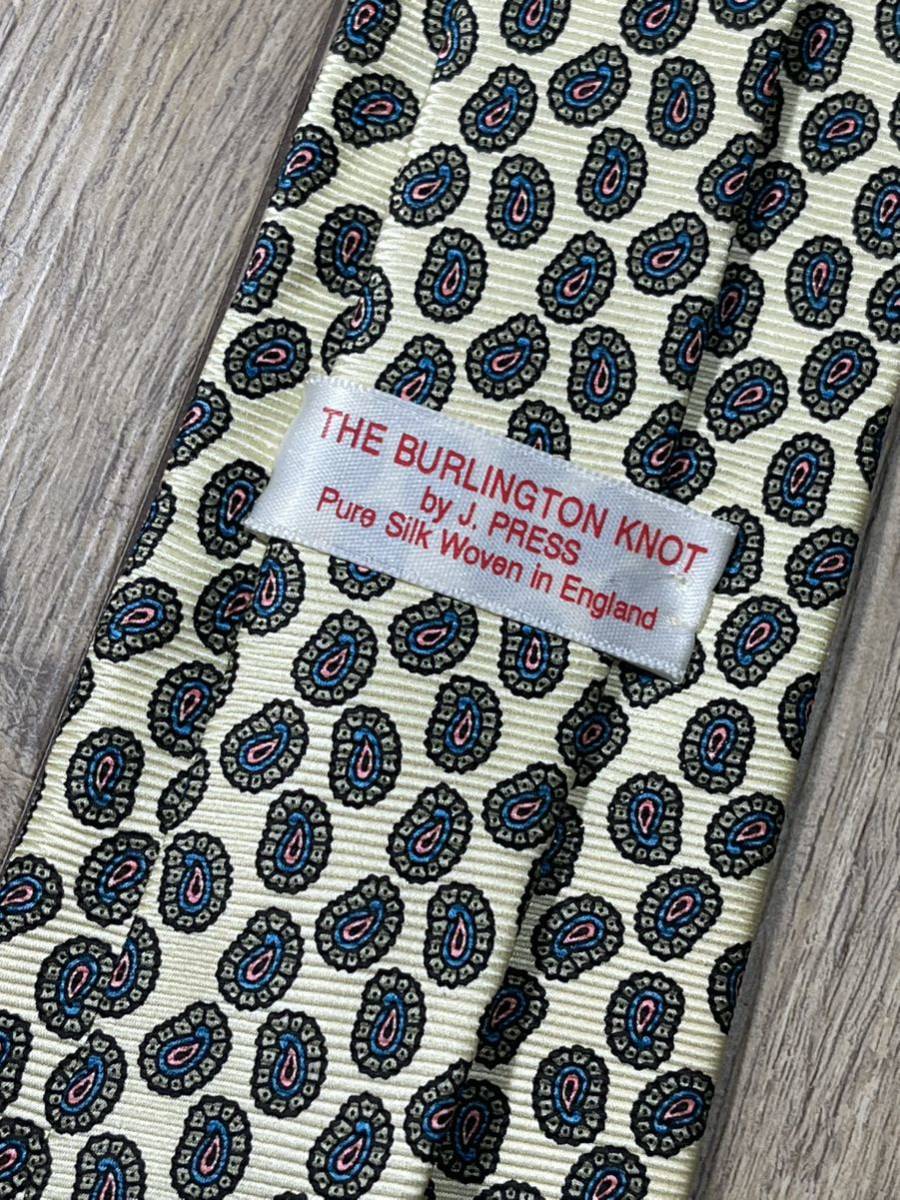 THE BURLINGTON KNOT
by J. PRESS
Pure Silk Woven in England